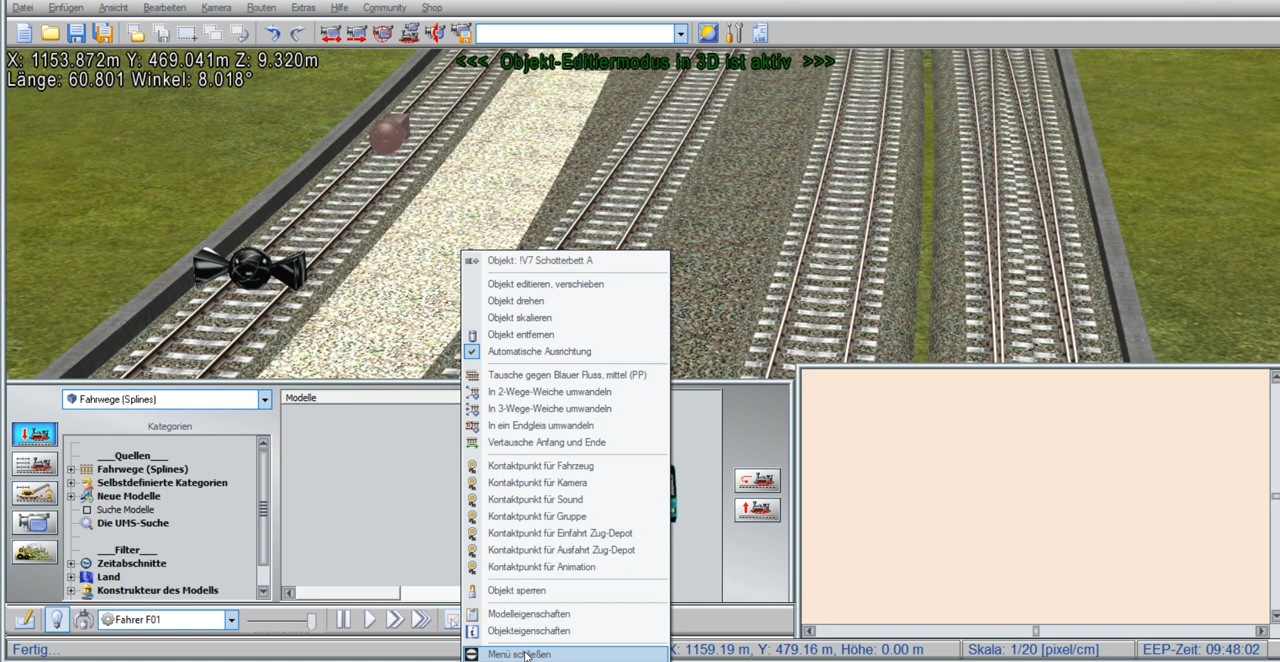 Datei Einfügen Ansicht Bearbeiten Kamera Routen Extras Hilfe Community Shop
X: 1153.872m Y: 469.041m Z: 9.320m
Länge: 60.801 Winkel: 8.018°
<<< Objekt-Editiermodus in 3D ist aktiv >>>
Objekt: !V7 Schotterbett A
Objekt editieren, verschieben
Objekt drehen
Objekt skalieren
Objekt entfernen
Automatische Ausrichtung
Tausche gegen Blauer Fluss, mittel (PP)
In 2-Wege-Weiche umwandeln
In 3-Wege-Weiche umwandeln
In ein Endgleis umwandeln
Vertausche Anfang und Ende
Kontaktpunkt für Fahrzeug
Kontaktpunkt für Kamera
Kontaktpunkt für Sound
Kontaktpunkt für Gruppe
Kontaktpunkt für Einfahrt Zug-Depot
Kontaktpunkt für Ausfahrt Zug-Depot
Kontaktpunkt für Animation
Objekt sperren
Modelleigenschaften
Objekteigenschaften
Menü schließen
Fahrwege (Splines)
Modelle
Kategorien
___Quellen___
Fahrwege (Splines)
Selbstdefinierte Kategorien
Neue Modelle
Suche Modelle
Die UMS-Suche
___Filter___
Zeitabschnitte
Land
Konstrukteur des Modells
Fahrer F01
Fertig...
X: 1159.19 m, Y: 479.16 m, Höhe: 0.00 m
Skala: 1/20 [pixel/cm]
EEP-Zeit: 09:48:02